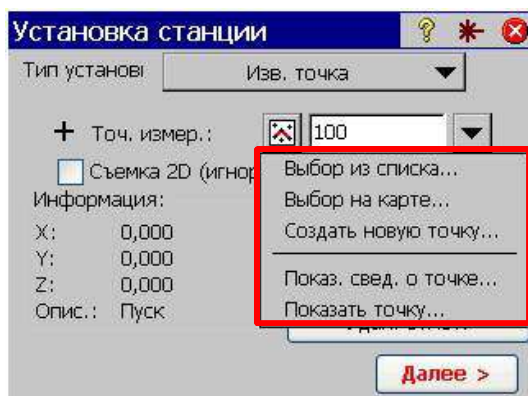 Установка станции
Тип установ
Изв. точка
Точ. измер.:
100
Съемка 2D (игнор
Информация:
X: 0,000
Y: 0,000
Z: 0,000
Опис.: Пуск
Выбор из списка...
Выбор на карте...
Создать новую точку...
Показ. свед. о точке...
Показать точку...
Далее >